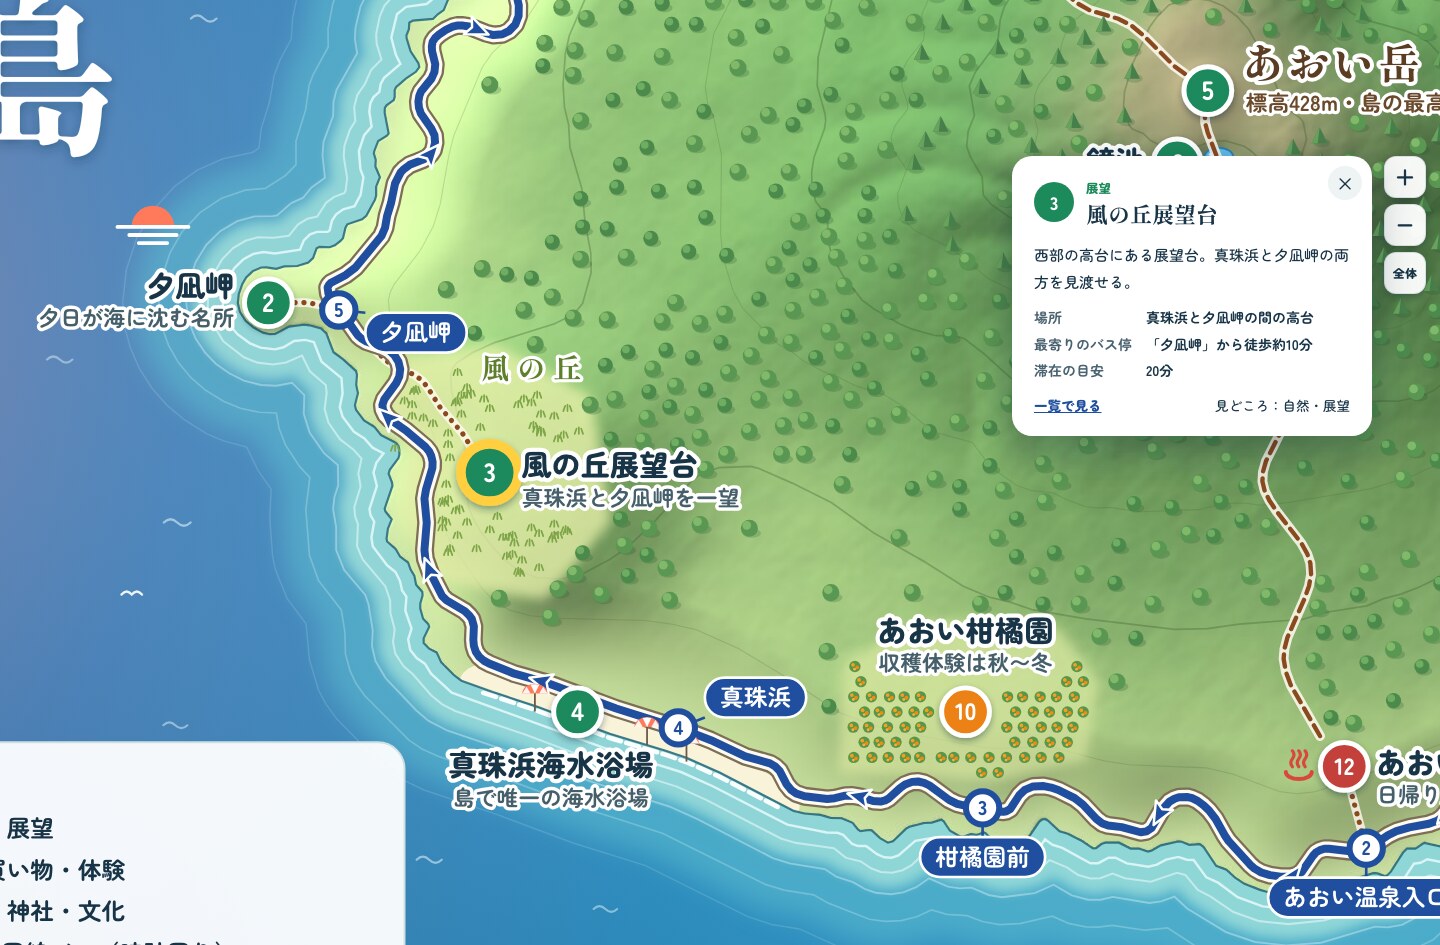 島
あおい岳
標高428m・島の最高
5
3
展望
風の丘展望台
西部の高台にある展望台。真珠浜と夕凪岬の両
方を見渡せる。
場所 真珠浜と夕凪岬の間の高台
最寄りのバス停 「夕凪岬」から徒歩約10分
滞在の目安 20分
一覧で見る 見どころ：自然・展望
+
−
全体
夕凪岬
夕日が海に沈む名所
2
5
夕凪岬
風の丘
3
風の丘展望台
真珠浜と夕凪岬を一望
あおい柑橘園
収穫体験は秋～冬
10
真珠浜
4
4
真珠浜海水浴場
島で唯一の海水浴場
3
柑橘園前
12
あお
日帰り
2
あおい温泉入口
展望
買い物・体験
神社・文化